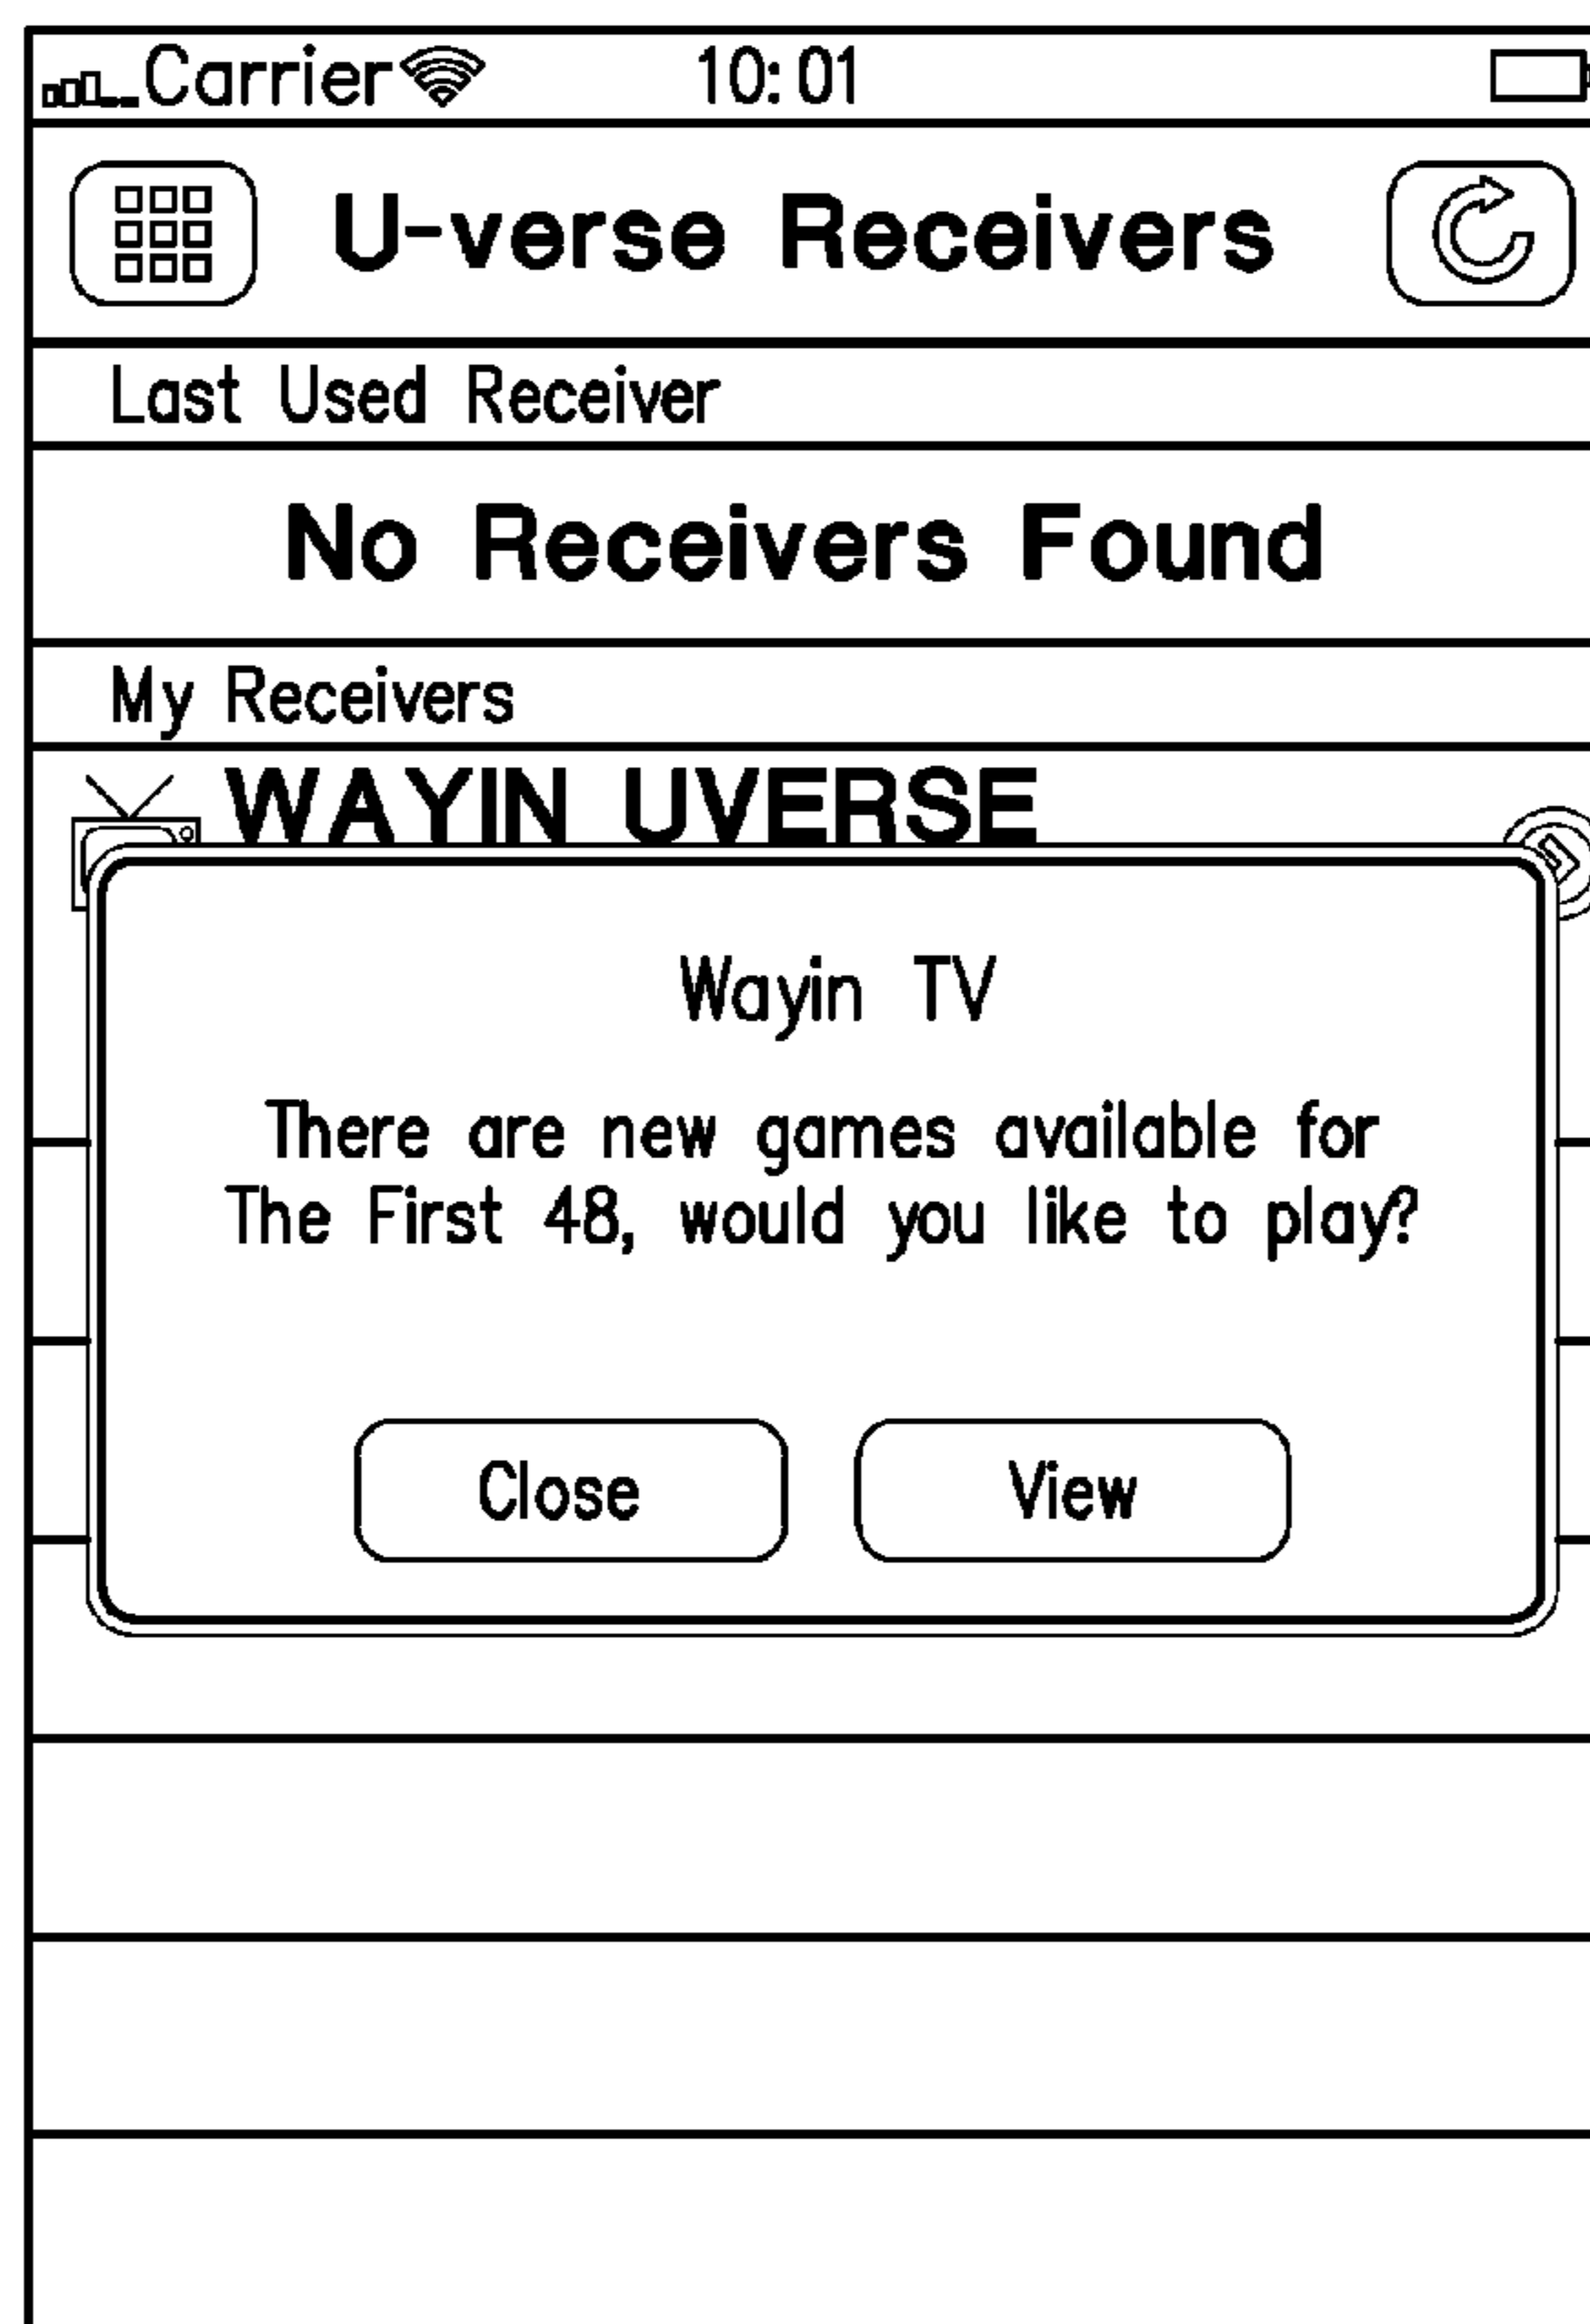 Carrier 10:01
U-verse Receivers
Last Used Receiver
No Receivers Found
My Receivers
WAYIN UVERSE
Wayin TV
There are new games available for
The First 48, would you like to play?
Close View